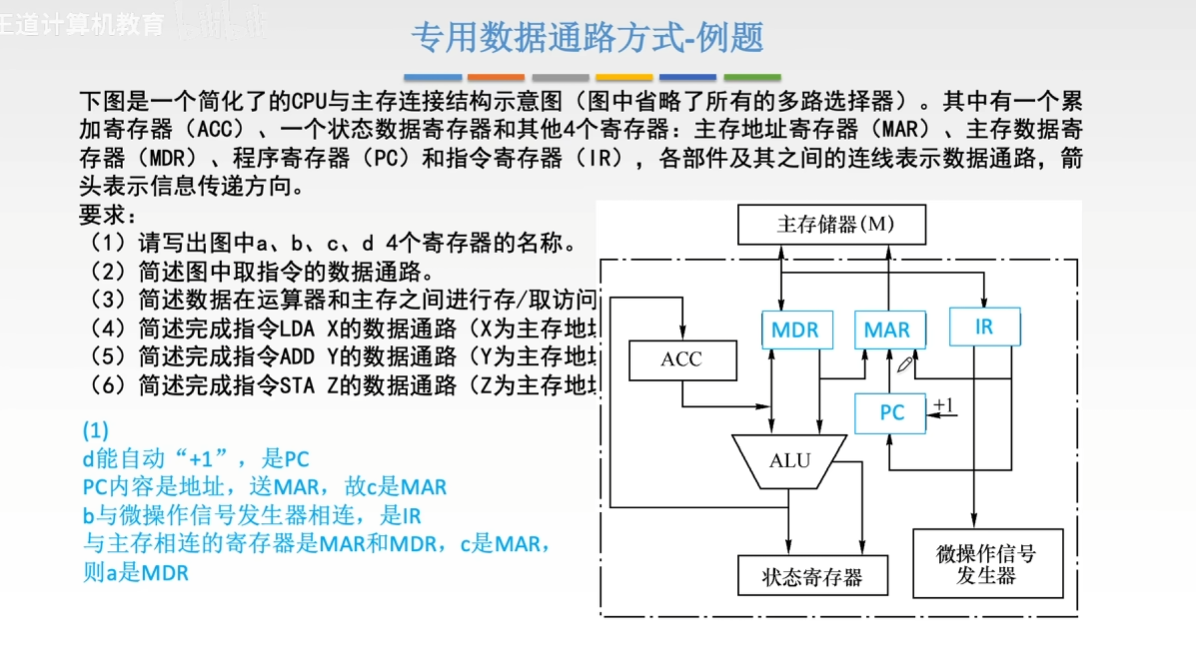 王道计算机教育
专用数据通路方式-例题
下图是一个简化了的CPU与主存连接结构示意图（图中省略了所有的多路选择器）。其中有一个累
加寄存器（ACC）、一个状态数据寄存器和其他4个寄存器：主存地址寄存器（MAR）、主存数据寄
存器（MDR）、程序寄存器（PC）和指令寄存器（IR），各部件及其之间的连线表示数据通路，箭
头表示信息传递方向。
要求：
（1）请写出图中a、b、c、d 4个寄存器的名称。
（2）简述图中取指令的数据通路。
（3）简述数据在运算器和主存之间进行存/取访问
（4）简述完成指令LDA X的数据通路（X为主存地
（5）简述完成指令ADD Y的数据通路（Y为主存地
（6）简述完成指令STA Z的数据通路（Z为主存地
(1)
d能自动“+1”，是PC
PC内容是地址，送MAR，故c是MAR
b与微操作信号发生器相连，是IR
与主存相连的寄存器是MAR和MDR，c是MAR，
则a是MDR
主存储器(M)
MDR
MAR
IR
ACC
PC
+1
ALU
状态寄存器
微操作信号
发生器